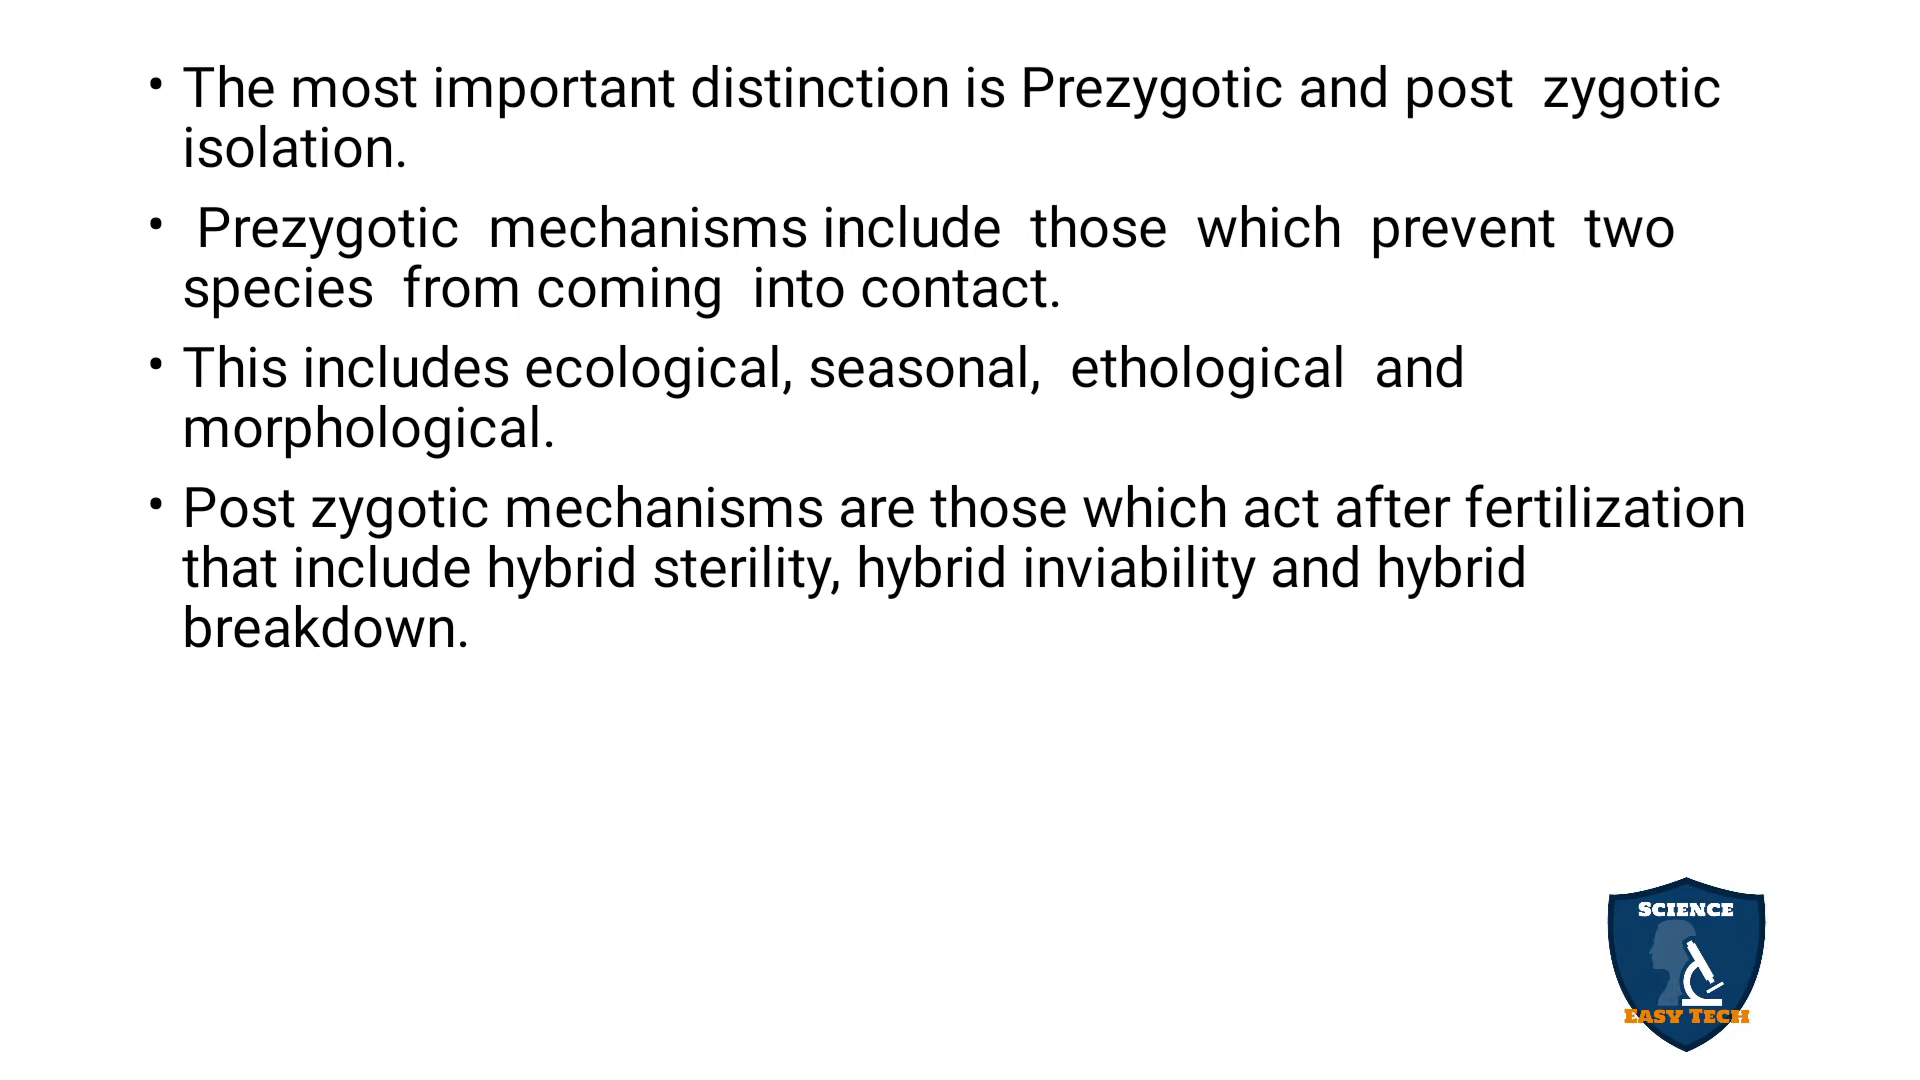 • The most important distinction is Prezygotic and post  zygotic
isolation.
•  Prezygotic  mechanisms include  those  which  prevent  two
species  from coming  into contact.
• This includes ecological, seasonal,  ethological  and
morphological.
• Post zygotic mechanisms are those which act after fertilization
that include hybrid sterility, hybrid inviability and hybrid
breakdown.
SCIENCE
EASY TECH